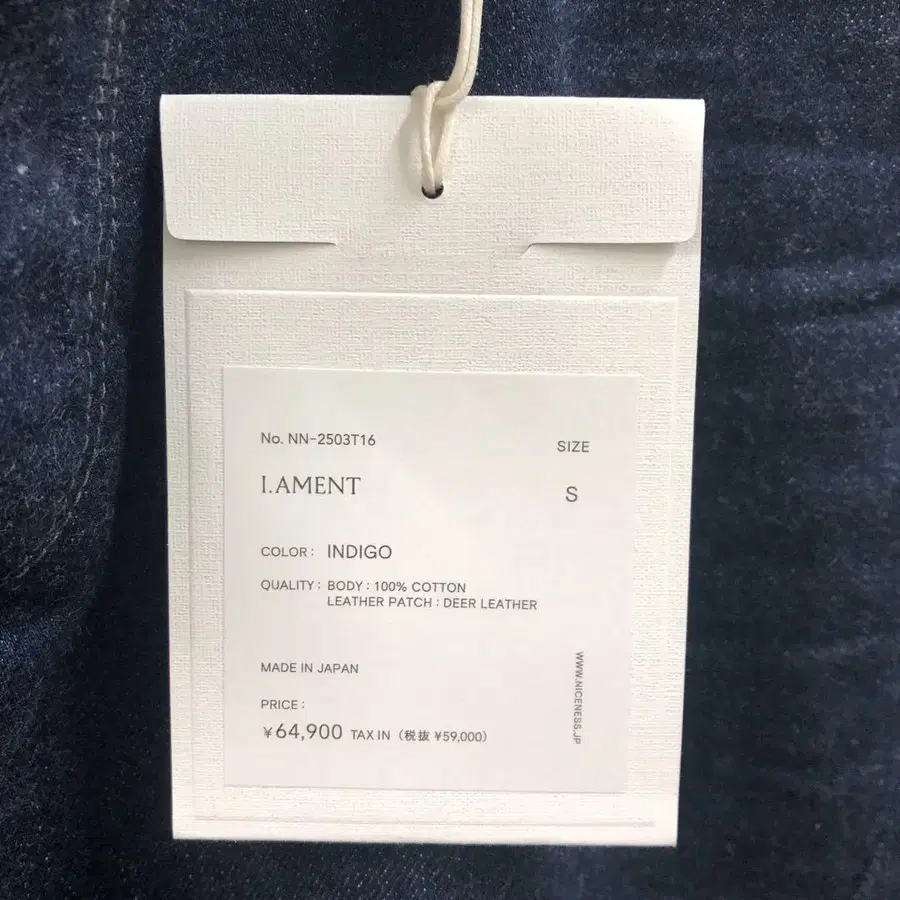 No. NN-2503T16
SIZE
I.AMENT
S
COLOR : INDIGO
QUALITY : BODY : 100% COTTON
LEATHER PATCH : DEER LEATHER
MADE IN JAPAN
PRICE :
¥64,900 TAX IN (税抜 ¥59,000)
WWW.NICENESS.JP